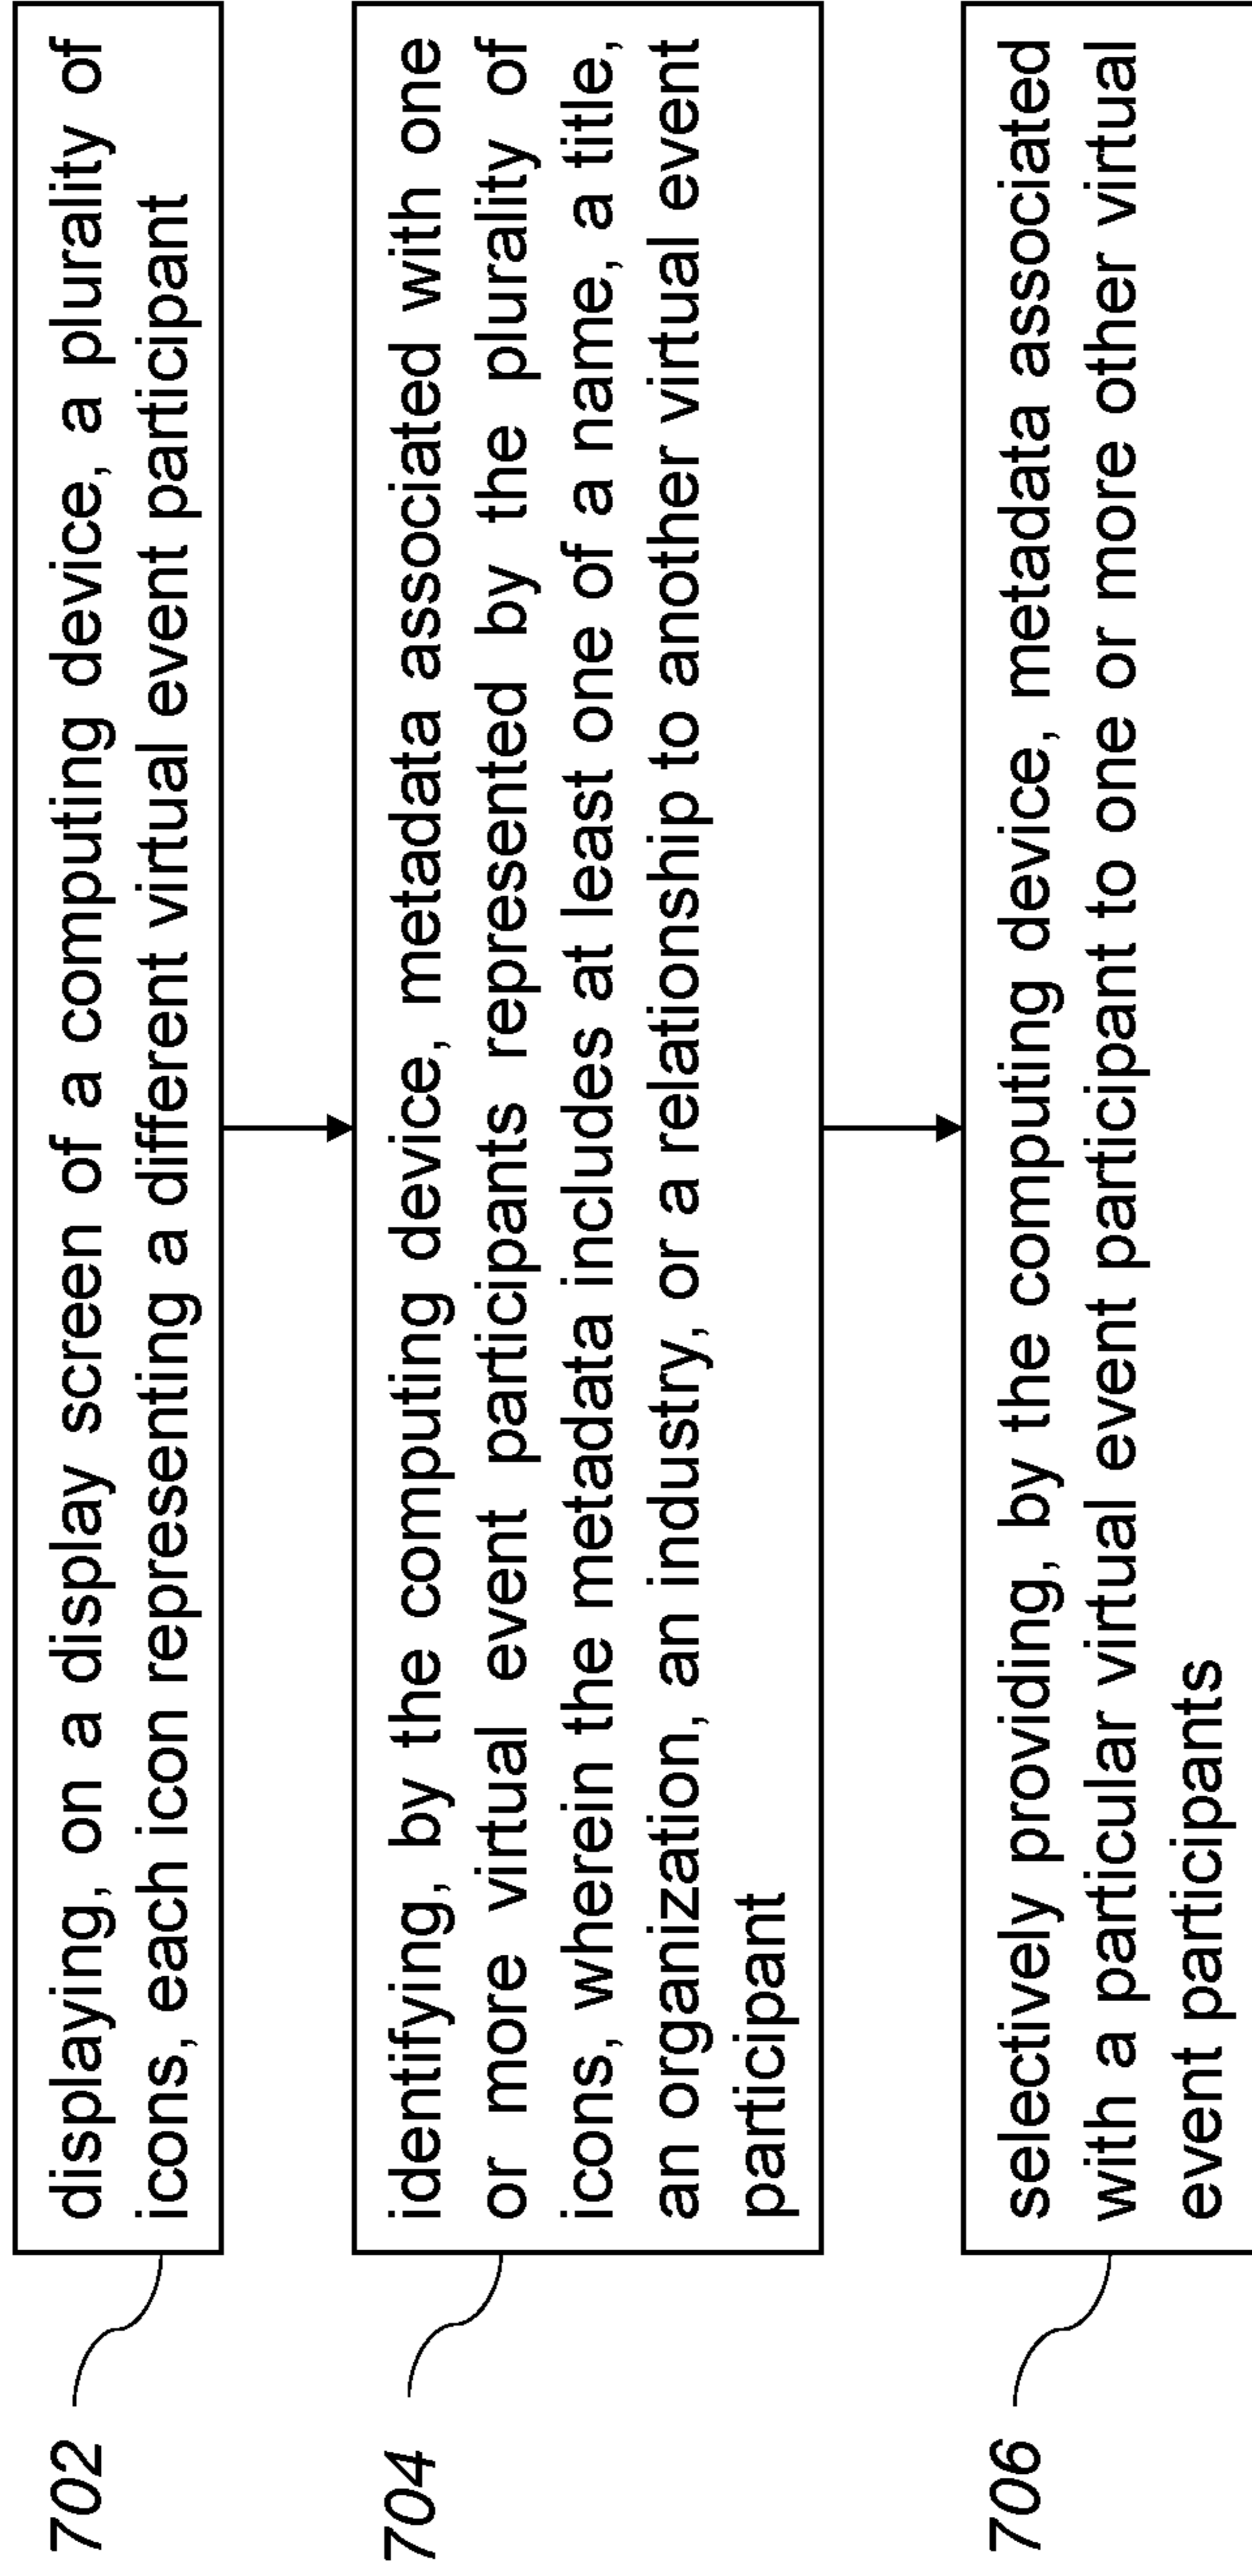 702
displaying, on a display screen of a computing device, a plurality of
icons, each icon representing a different virtual event participant
704
identifying, by the computing device, metadata associated with one
or more virtual event participants represented by the plurality of
icons, wherein the metadata includes at least one of a name, a title,
an organization, an industry, or a relationship to another virtual event
participant
706
selectively providing, by the computing device, metadata associated
with a particular virtual event participant to one or more other virtual
event participants